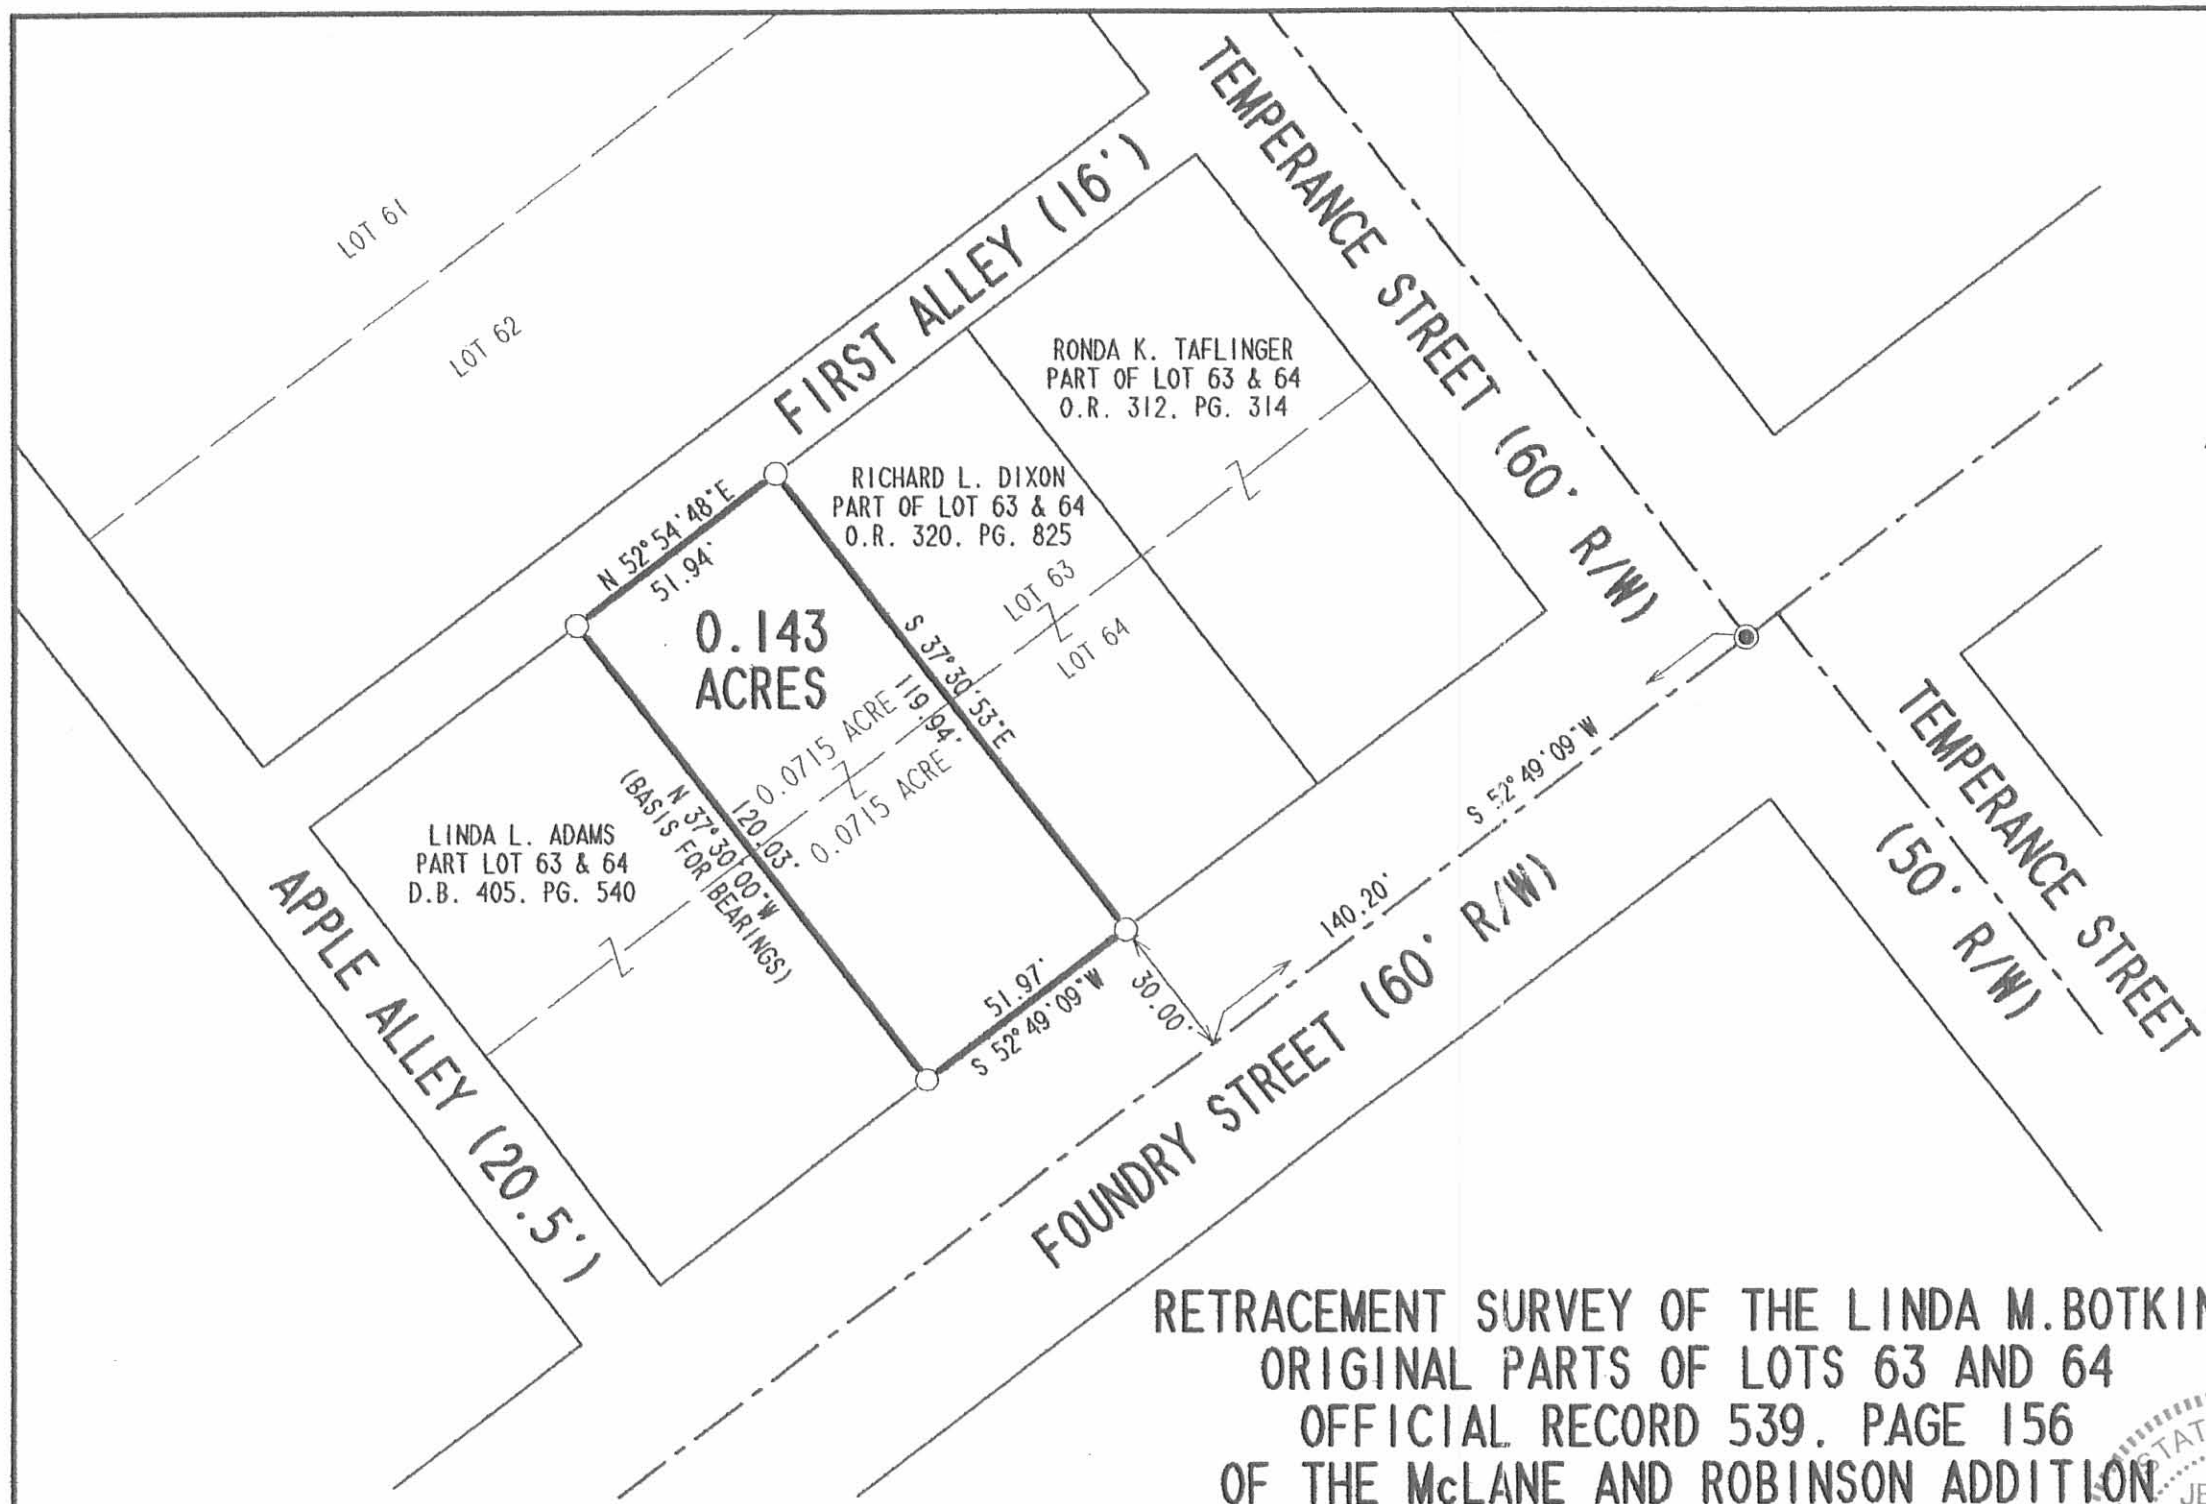 LOT 61
LOT 62
FIRST ALLEY (16')
TEMPERANCE STREET (60' R/W)
RONDA K. TAFLINGER
PART OF LOT 63 & 64
O.R. 312. PG. 314
RICHARD L. DIXON
PART OF LOT 63 & 64
O.R. 320. PG. 825
N 52°54'48"E
51.94'
0.143
ACRES
LOT 63
LOT 64
S 37°30'53"E
119.94'
0.0715 ACRE
0.0715 ACRE
120.03'
N 37°30'00"W
(BASIS FOR BEARINGS)
LINDA L. ADAMS
PART LOT 63 & 64
D.B. 405. PG. 540
APPLE ALLEY (20.5')
51.97'
S 52°49'09"W
30.00'
140.20'
S 52°49'09"W
FOUNDRY STREET (60' R/W)
TEMPERANCE STREET
(50' R/W)
RETRACEMENT SURVEY OF THE LINDA M.BOTKIN
ORIGINAL PARTS OF LOTS 63 AND 64
OFFICIAL RECORD 539. PAGE 156
OF THE McLANE AND ROBINSON ADDITION